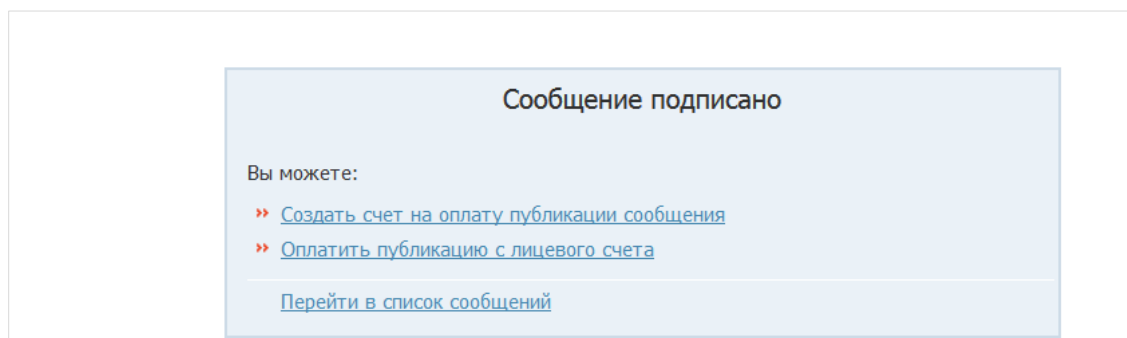 Сообщение подписано
Вы можете:
Создать счет на оплату публикации сообщения
Оплатить публикацию с лицевого счета
Перейти в список сообщений